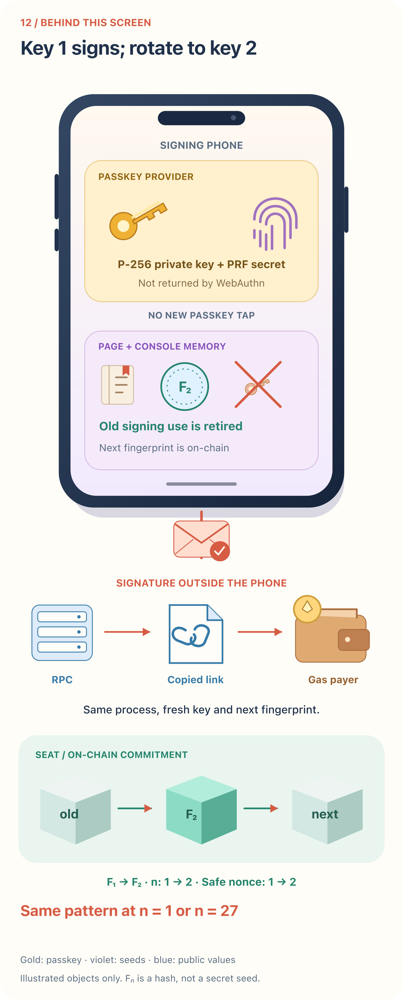 12 / BEHIND THIS SCREEN
Key 1 signs; rotate to key 2
SIGNING PHONE
PASSKEY PROVIDER
P-256 private key + PRF secret
Not returned by WebAuthn
NO NEW PASSKEY TAP
PAGE + CONSOLE MEMORY
F₂
Old signing use is retired
Next fingerprint is on-chain
SIGNATURE OUTSIDE THE PHONE
RPC
Copied link
Gas payer
Same process, fresh key and next fingerprint.
SEAT / ON-CHAIN COMMITMENT
old
F₂
next
F₁ → F₂ · n: 1 → 2 · Safe nonce: 1 → 2
Same pattern at n = 1 or n = 27
Gold: passkey · violet: seeds · blue: public values
Illustrated objects only. Fₙ is a hash, not a secret seed.